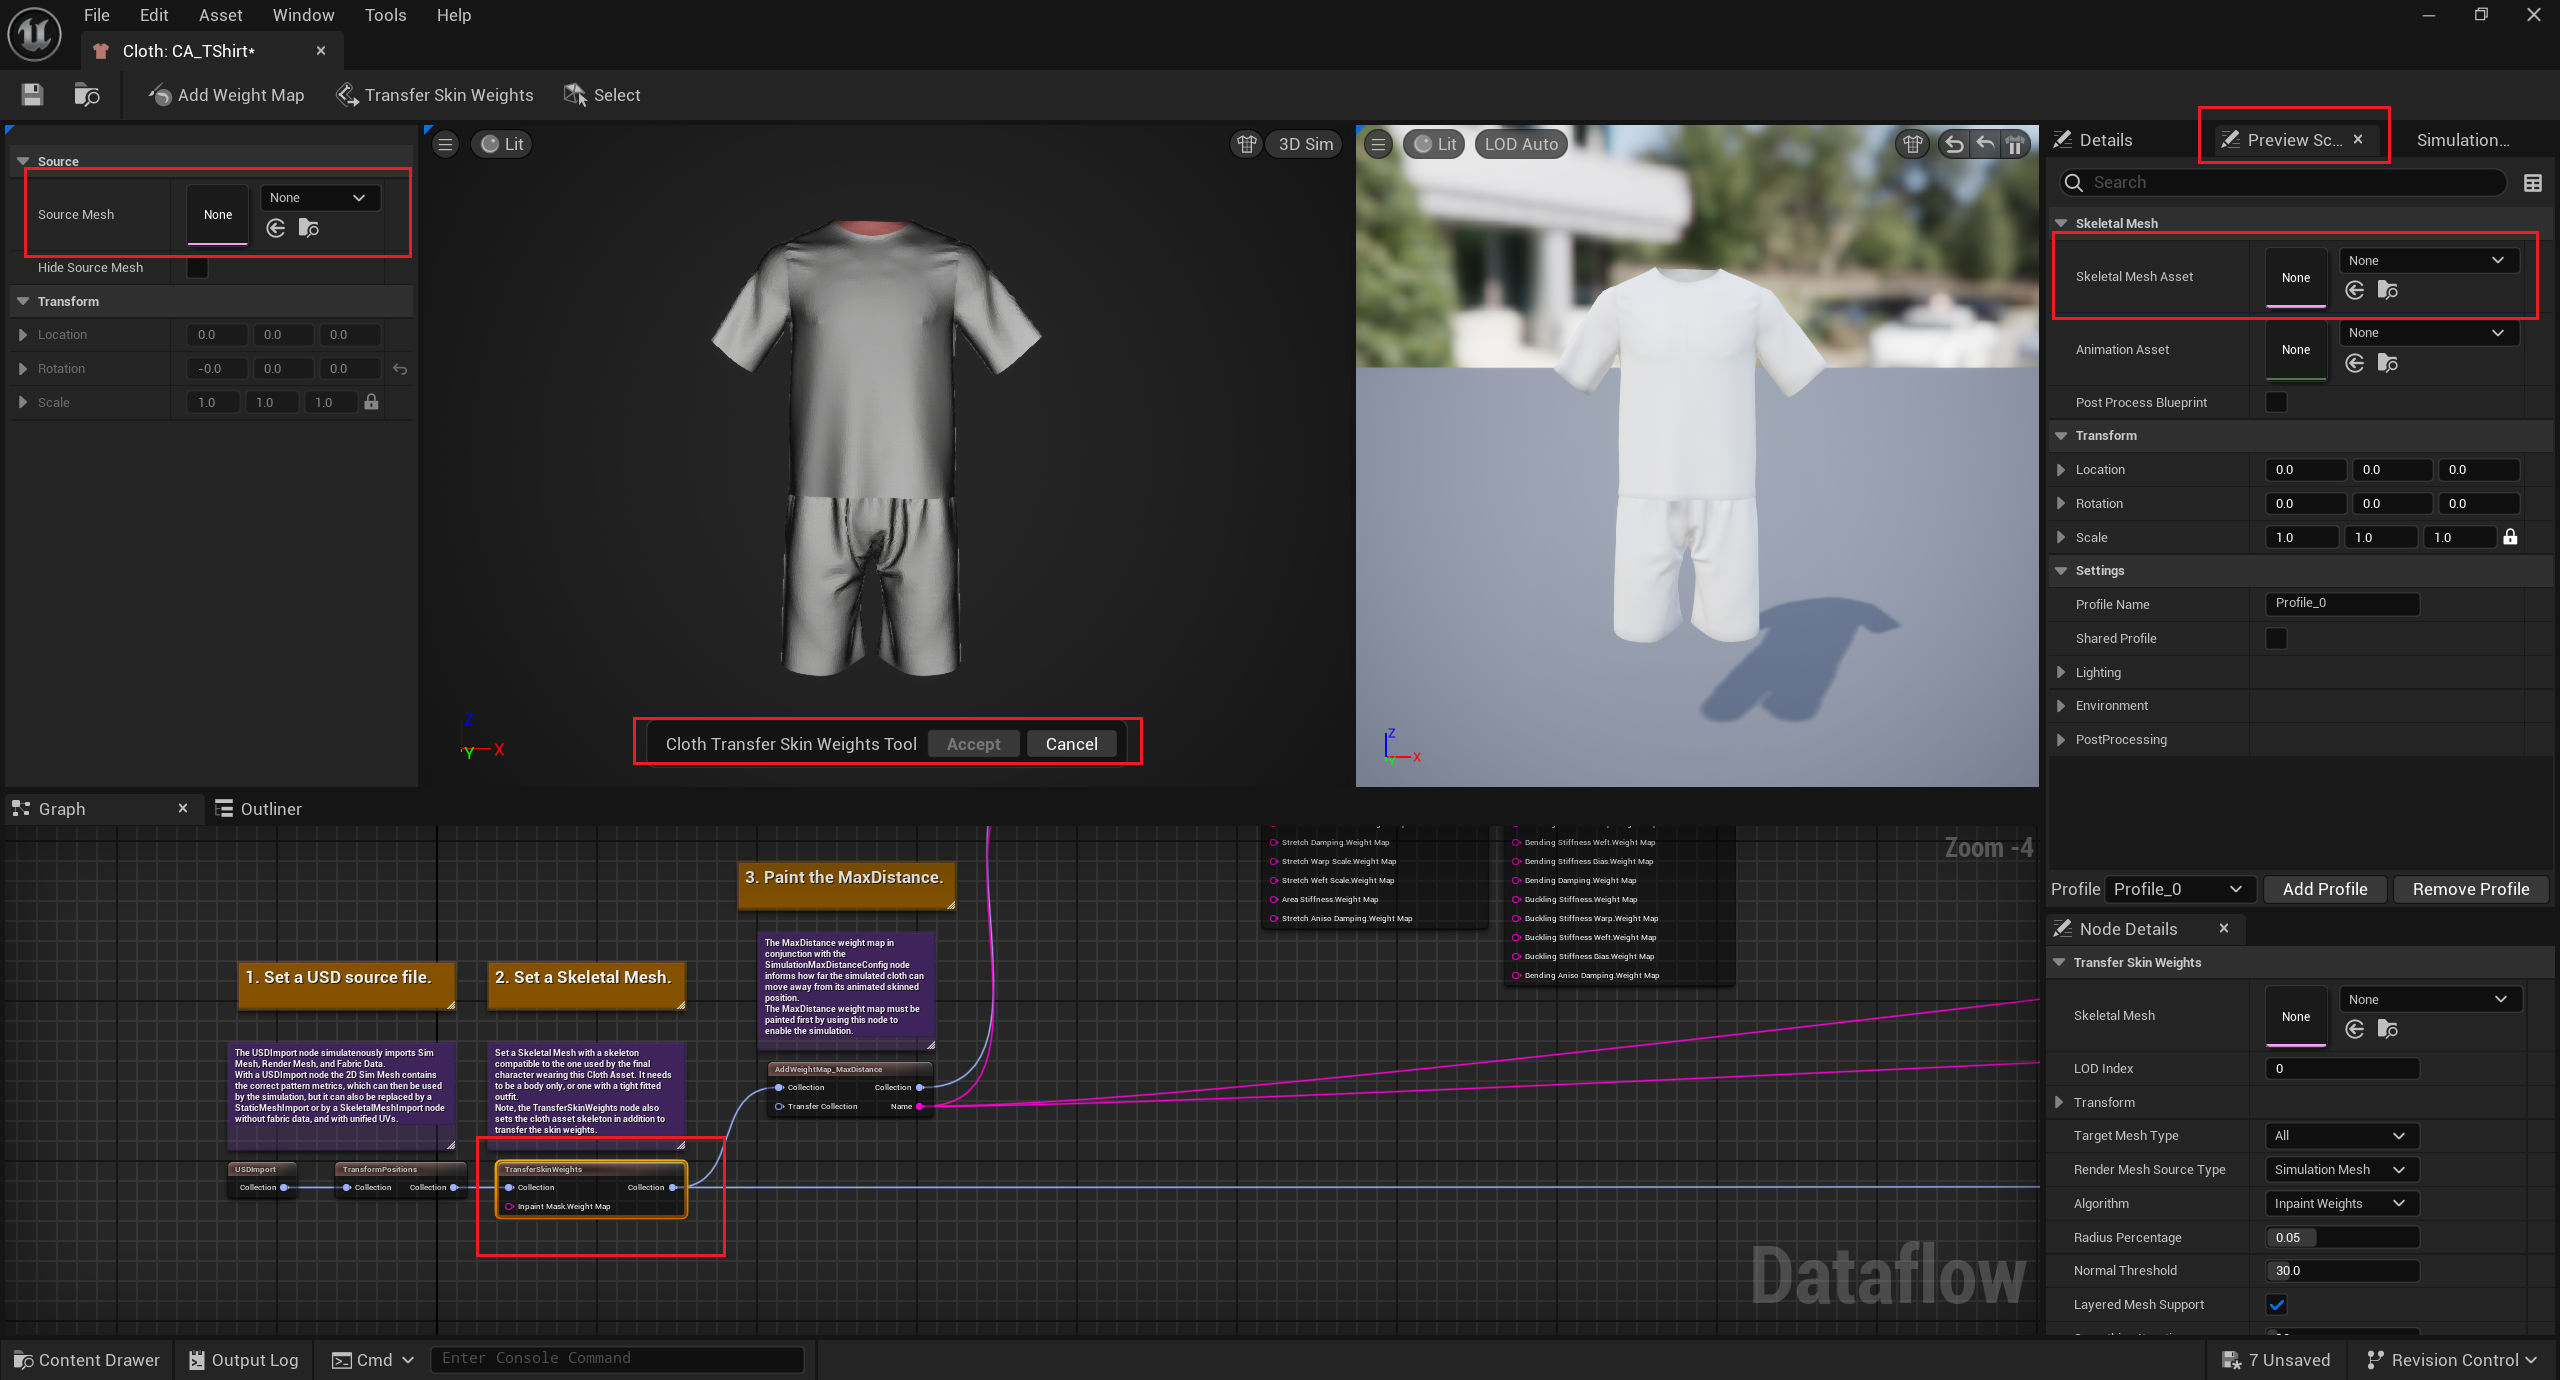 File Edit Asset Window Tools Help
Cloth: CA_TShirt*
Add Weight Map Transfer Skin Weights Select
Source
Source Mesh None None
Hide Source Mesh
Transform
Location 0.0 0.0 0.0
Rotation -0.0 0.0 0.0
Scale 1.0 1.0 1.0
Lit 3D Sim
Z
Y X
Cloth Transfer Skin Weights Tool Accept Cancel
Lit LOD Auto
Z
Y X
Details Preview Sc... Simulation...
Search
Skeletal Mesh
Skeletal Mesh Asset None None
Animation Asset None None
Post Process Blueprint
Transform
Location 0.0 0.0 0.0
Rotation 0.0 0.0 0.0
Scale 1.0 1.0 1.0
Settings
Profile Name Profile_0
Shared Profile
Lighting
Environment
PostProcessing
Profile Profile_0 Add Profile Remove Profile
Graph Outliner
Zoom -4
1. Set a USD source file.
The USDImport node simulatenously imports Sim
Mesh, Render Mesh, and Fabric Data.
With a USDImport node the 2D Sim Mesh contains
the correct pattern metrics, which can then be used
by the simulation, but it can also be replaced by a
StaticMeshImport or by a SkeletalMeshImport node
without fabric data, and with unified UVs.
USDImport
Collection
TransformPositions
Collection Collection
2. Set a Skeletal Mesh.
Set a Skeletal Mesh with a skeleton
compatible to the one used by the final
character wearing this Cloth Asset. It needs
to be a body only, or one with a tight fitted
outfit.
Note, the TransferSkinWeights node also
sets the cloth asset skeleton in addition to
transfer the skin weights.
TransferSkinWeights
Collection Collection
Inpaint Mask.Weight Map
3. Paint the MaxDistance.
The MaxDistance weight map in
conjunction with the
SimulationMaxDistanceConfig node
informs how far the simulated cloth can
move away from its animated skinned
position.
The MaxDistance weight map must be
painted first by using this node to
enable the simulation.
AddWeightMap_MaxDistance
Collection Collection
Transfer Collection Name
Stretch Damping.Weight Map
Stretch Warp Scale.Weight Map
Stretch Weft Scale.Weight Map
Area Stiffness.Weight Map
Stretch Aniso Damping.Weight Map
Bending Stiffness Weft.Weight Map
Bending Stiffness Bias.Weight Map
Bending Damping.Weight Map
Buckling Stiffness.Weight Map
Buckling Stiffness Warp.Weight Map
Buckling Stiffness Weft.Weight Map
Buckling Stiffness Bias.Weight Map
Bending Aniso Damping.Weight Map
Dataflow
Node Details
Transfer Skin Weights
Skeletal Mesh None None
LOD Index 0
Transform
Target Mesh Type All
Render Mesh Source Type Simulation Mesh
Algorithm Inpaint Weights
Radius Percentage 0.05
Normal Threshold 30.0
Layered Mesh Support
Content Drawer Output Log Cmd Enter Console Command 7 Unsaved Revision Control